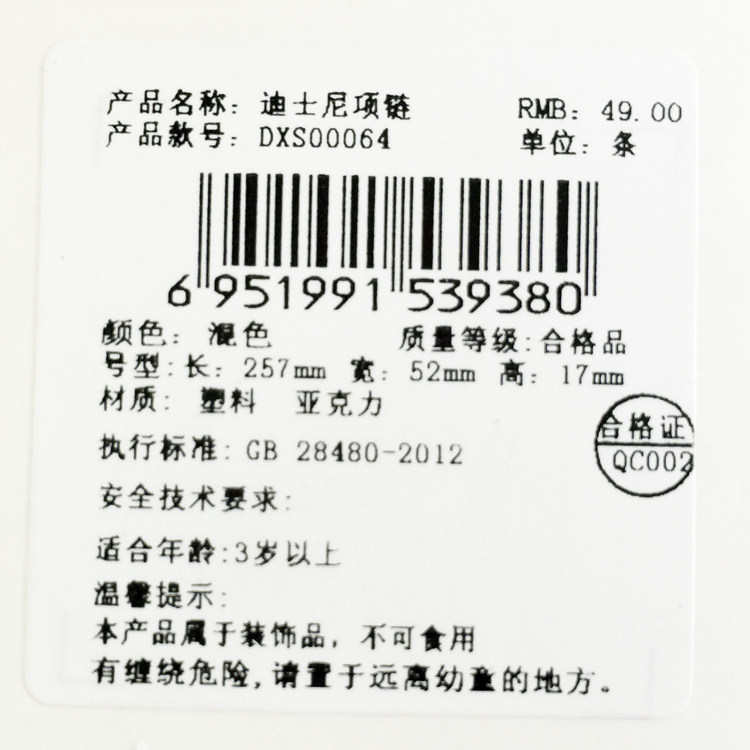 产品名称：迪士尼项链 RMB：49.00
产品款号：DXS00064 单位：条
6 951991 539380
颜色：混色 质量等级:合格品
号型:长：257mm 宽：52mm 高：17mm
材质：塑料 亚克力
合格证
QC002
执行标准:GB 28480-2012
安全技术要求:
适合年龄:3岁以上
温馨提示:
本产品属于装饰品，不可食用
有缠绕危险,请置于远离幼童的地方。